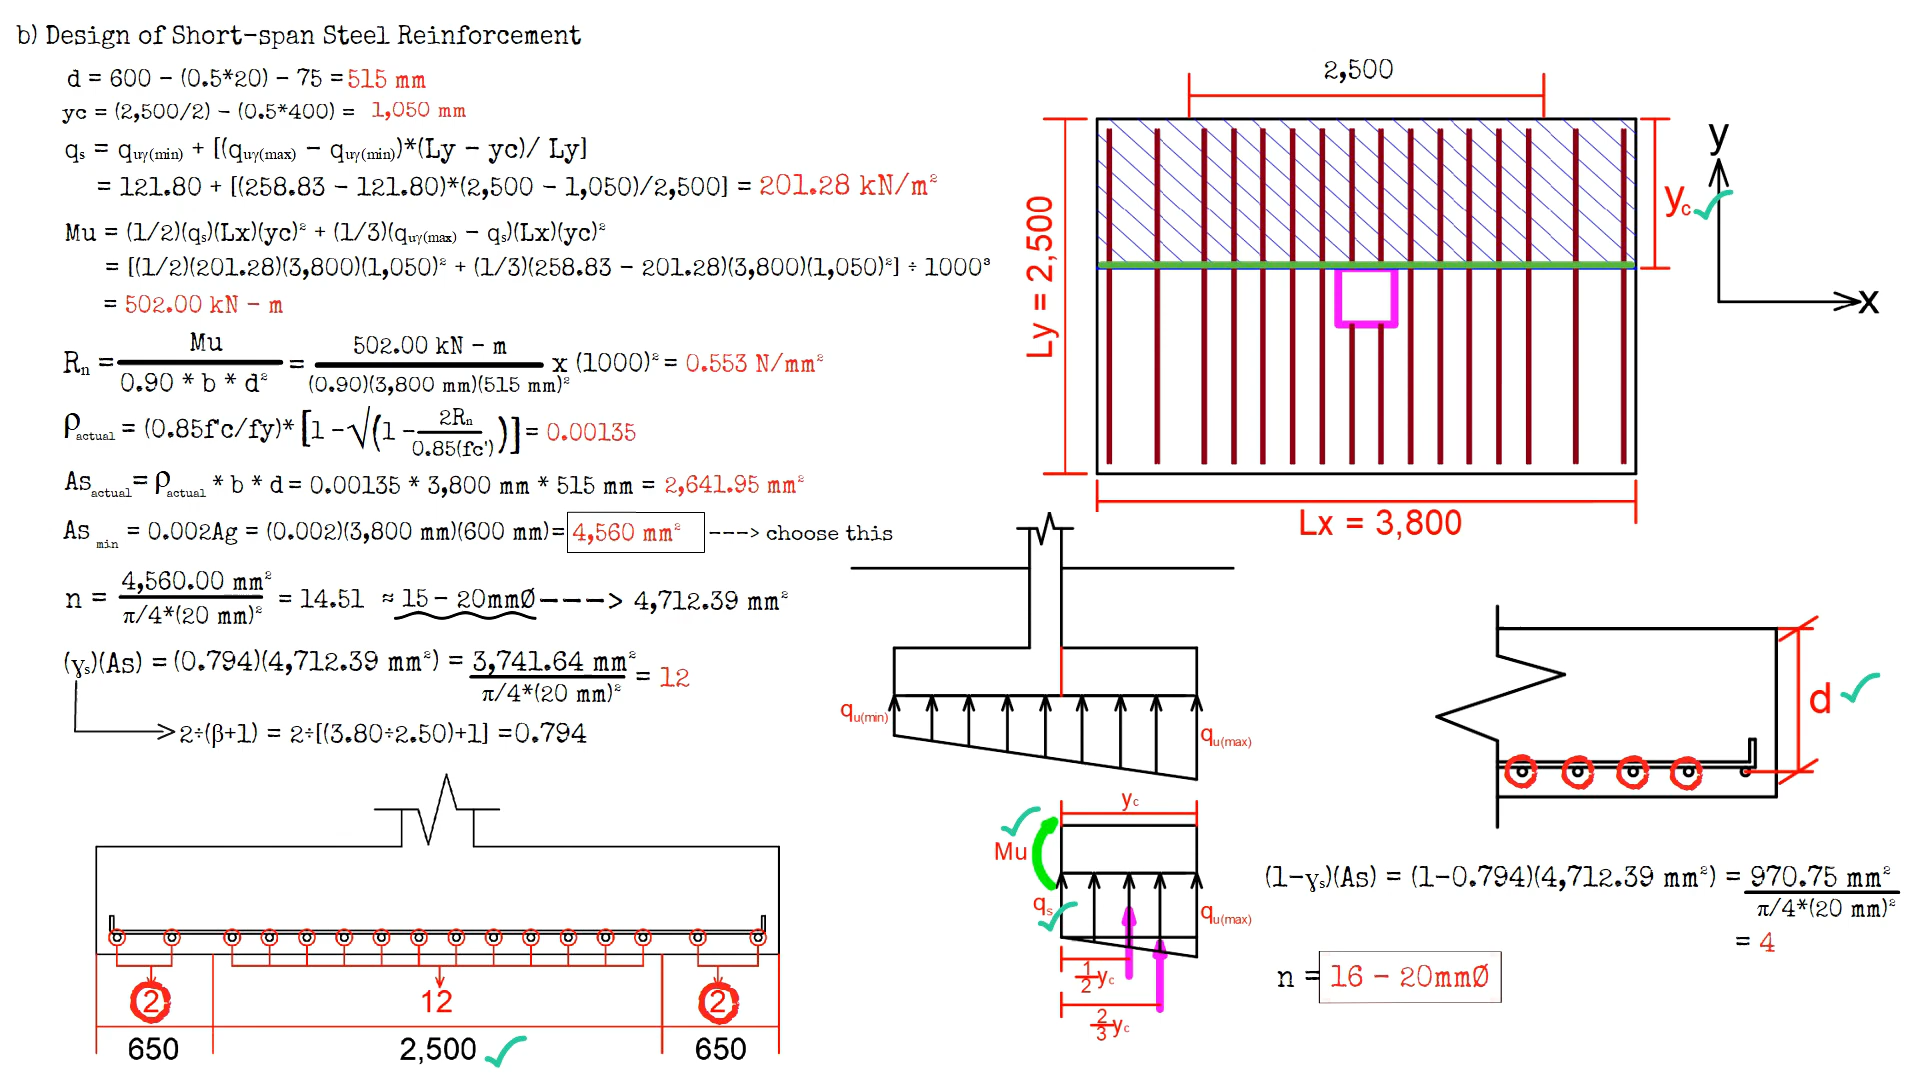 b) Design of Short-span Steel Reinforcement
d = 600 - (0.5*20) - 75 = 515 mm
yc = (2,500/2) - (0.5*400) = 1,050 mm
qs = quγ(min) + [(quγ(max) - quγ(min))*(Ly - yc)/ Ly]
= 121.80 + [(258.83 - 121.80)*(2,500 - 1,050)/2,500] = 201.28 kN/m²
Mu = (1/2)(qs)(Lx)(yc)² + (1/3)(quγ(max) - qs)(Lx)(yc)²
= [(1/2)(201.28)(3,800)(1,050)² + (1/3)(258.83 - 201.28)(3,800)(1,050)²] ÷ 1000³
= 502.00 kN - m
Rn = Mu / 0.90 * b * d² = 502.00 kN - m / (0.90)(3,800 mm)(515 mm)² x (1000)² = 0.553 N/mm²
ρactual = (0.85f'c/fy)* [1 - √(1 - 2Rn / 0.85(fc'))] = 0.00135
Asactual = ρactual * b * d = 0.00135 * 3,800 mm * 515 mm = 2,641.95 mm²
As min = 0.002Ag = (0.002)(3,800 mm)(600 mm) = 4,560 mm² ---> choose this
n = 4,560.00 mm² / π/4*(20 mm)² = 14.51 ≈ 15 - 20mmØ ---> 4,712.39 mm²
(γs)(As) = (0.794)(4,712.39 mm²) = 3,741.64 mm² / π/4*(20 mm)² = 12
2÷(β+1) = 2÷[(3.80÷2.50)+1] = 0.794
2
12
2
650
2,500
650
2,500
Ly = 2,500
yc
y
x
Lx = 3,800
qu(min)
qu(max)
yc
Mu
qs
qu(max)
1/2 yc
2/3 yc
d
(1-γs)(As) = (1-0.794)(4,712.39 mm²) = 970.75 mm² / π/4*(20 mm)²
= 4
n = 16 - 20mmØ